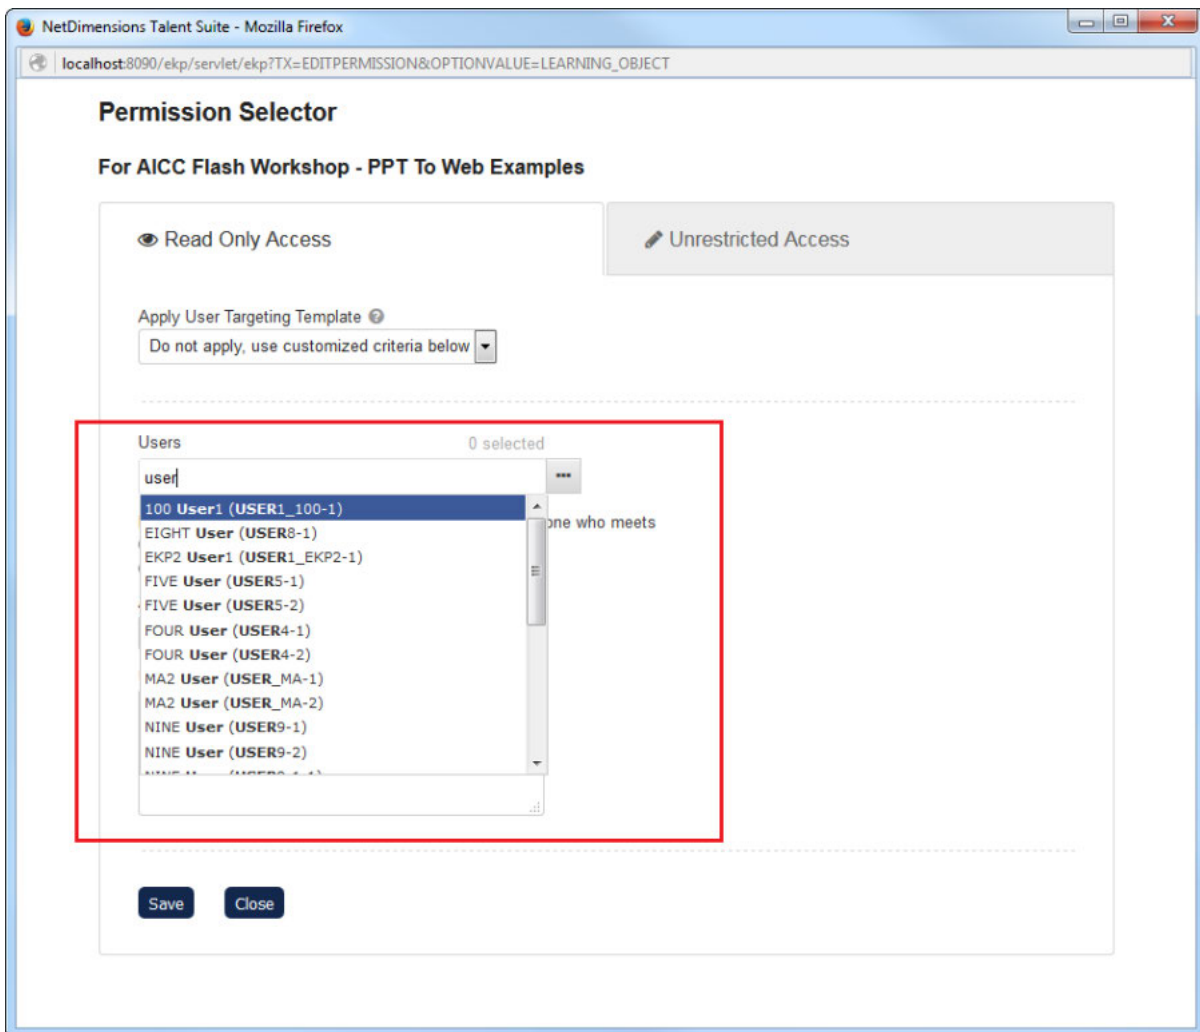 NetDimensions Talent Suite - Mozilla Firefox
localhost:8090/ekp/servlet/ekp?TX=EDITPERMISSION&OPTIONVALUE=LEARNING_OBJECT
Permission Selector
For AICC Flash Workshop - PPT To Web Examples
Read Only Access
Unrestricted Access
Apply User Targeting Template
Do not apply, use customized criteria below
Users 0 selected
user
100 User1 (USER1_100-1)
EIGHT User (USER8-1)
one who meets
EKP2 User1 (USER1_EKP2-1)
FIVE User (USER5-1)
FIVE User (USER5-2)
FOUR User (USER4-1)
FOUR User (USER4-2)
MA2 User (USER_MA-1)
MA2 User (USER_MA-2)
NINE User (USER9-1)
NINE User (USER9-2)
Save
Close